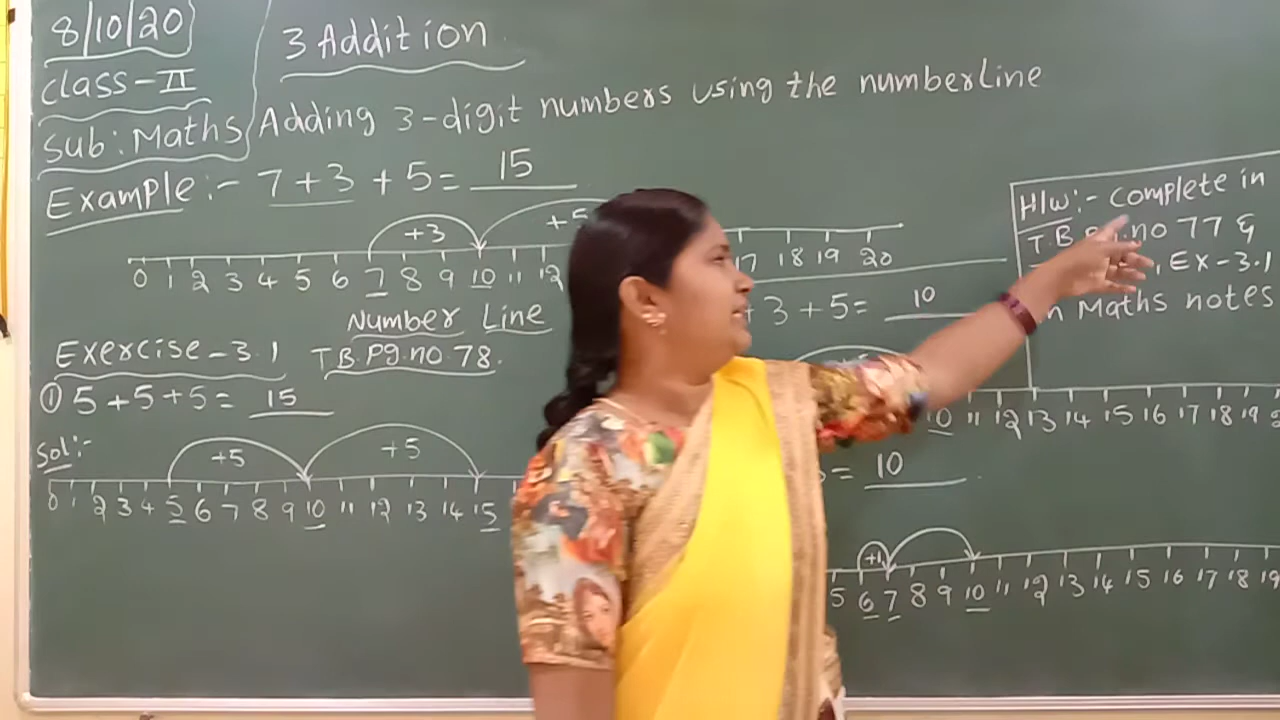 8/10/20
Class-II
Sub: Maths
3 Addition
Adding 3-digit numbers using the numberline
Example:- 7+3+5= 15
+3 +5
0 1 2 3 4 5 6 7 8 9 10 11 12 17 18 19 20
Number Line
Exercise-3.1 T.B.Pg.no.78.
① 5+5+5= 15
Sol:-
+5 +5
0 1 2 3 4 5 6 7 8 9 10 11 12 13 14 15
H/w:- Complete in
T.B Pg.no 77 &
, Ex-3.1
Maths notes
+ 3 +5= 10
10 11 12 13 14 15 16 17 18 19
= 10
+1
5 6 7 8 9 10 11 12 13 14 15 16 17 18 19